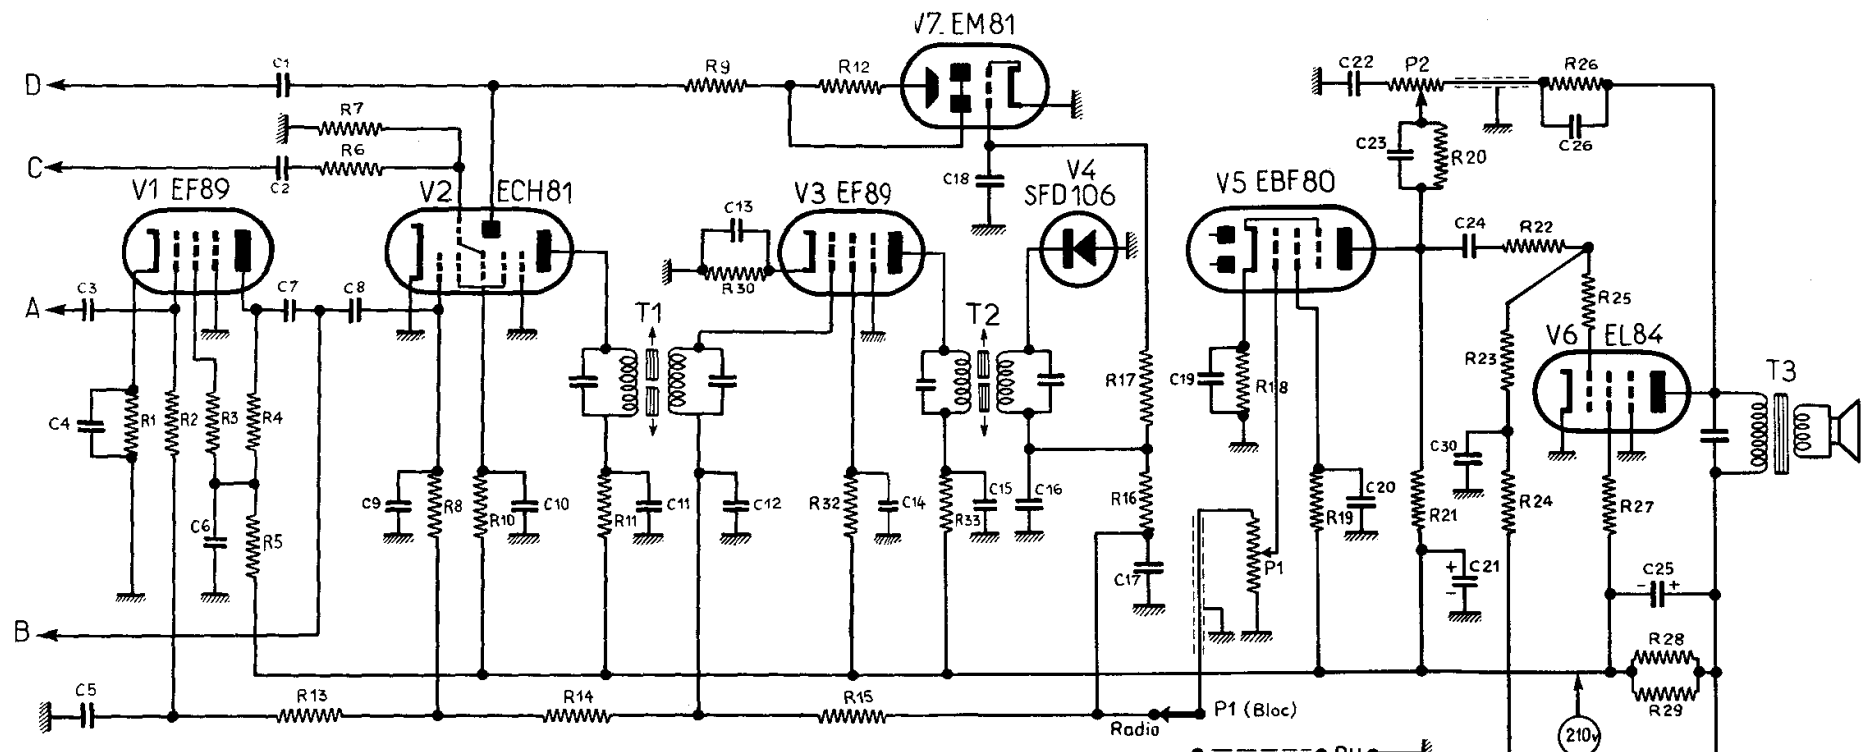 V7_ EM81
D
C1
R9
R12
C22
P2
R26
R7
R6
C
C2
C18
C23
R20
C26
V1 EF89
V2 ECH81
C13
V3 EF89
V4
SFD106
V5 EBF80
C24
R22
R30
A
C3
C7
C8
T1
T2
R25
V6 EL84
R23
T3
R17
C19
R18
C4
R1
R2
R3
R4
C30
C9
R8
R10
C10
R11
C11
C12
R32
C14
R33
C15
C16
R16
R19
C20
R21
R24
R27
C6
R5
C17
P1
+ C21
-
C25
- +
B
R28
R29
C5
R13
R14
R15
Radio
P1 (Bloc)
210v